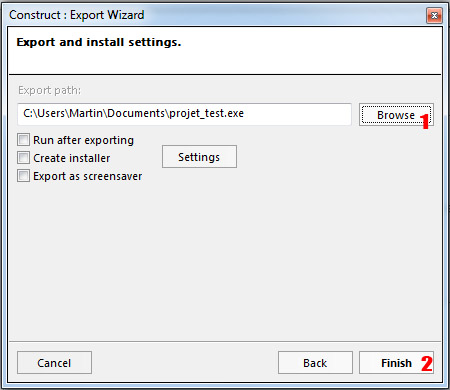 Construct : Export Wizard
Export and install settings.
Export path:
C:\Users\Martin\Documents\projet_test.exe
Browse 1
Run after exporting
Create installer
Settings
Export as screensaver
Cancel
Back
Finish 2